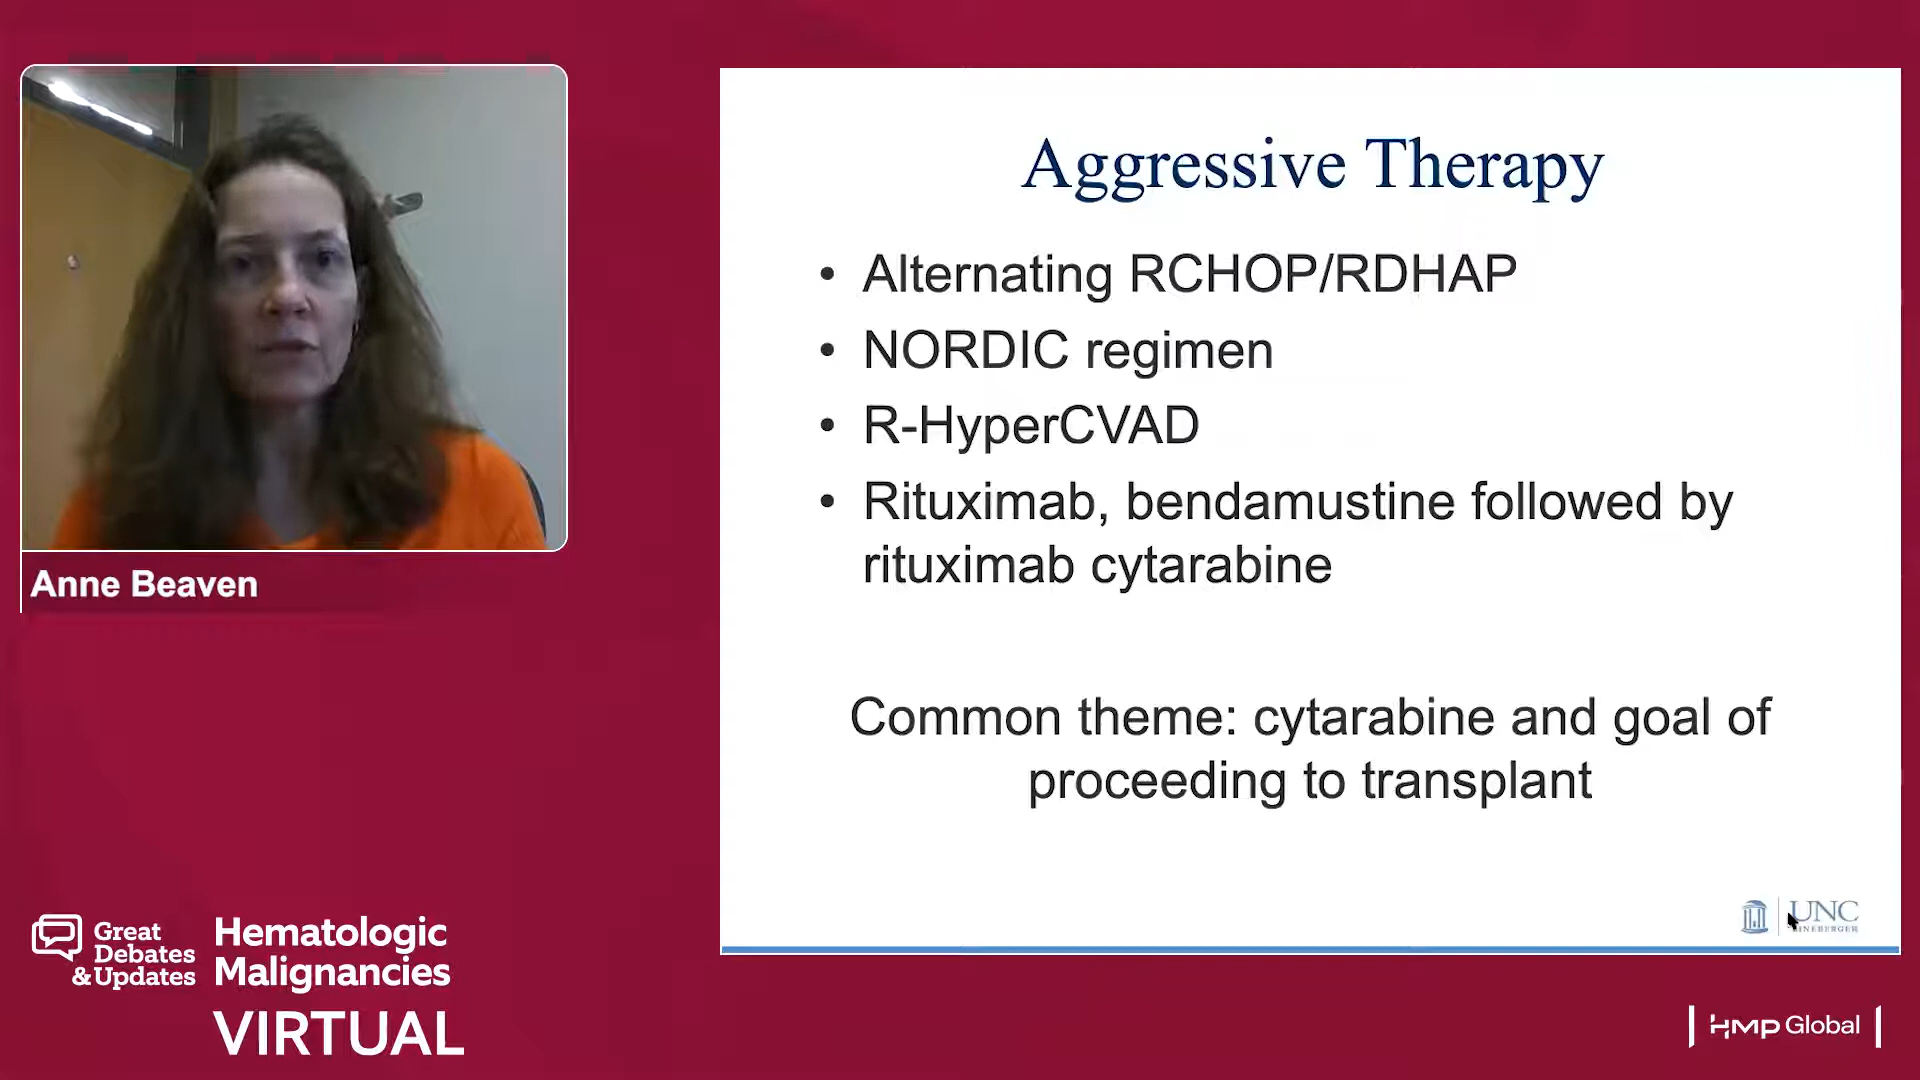 Aggressive Therapy
• Alternating RCHOP/RDHAP
• NORDIC regimen
• R-HyperCVAD
• Rituximab, bendamustine followed by
rituximab cytarabine
Common theme: cytarabine and goal of
proceeding to transplant
UNC
LINEBERGER
Anne Beaven
Great
Debates
&Updates
Hematologic
Malignancies
VIRTUAL
HMP Global